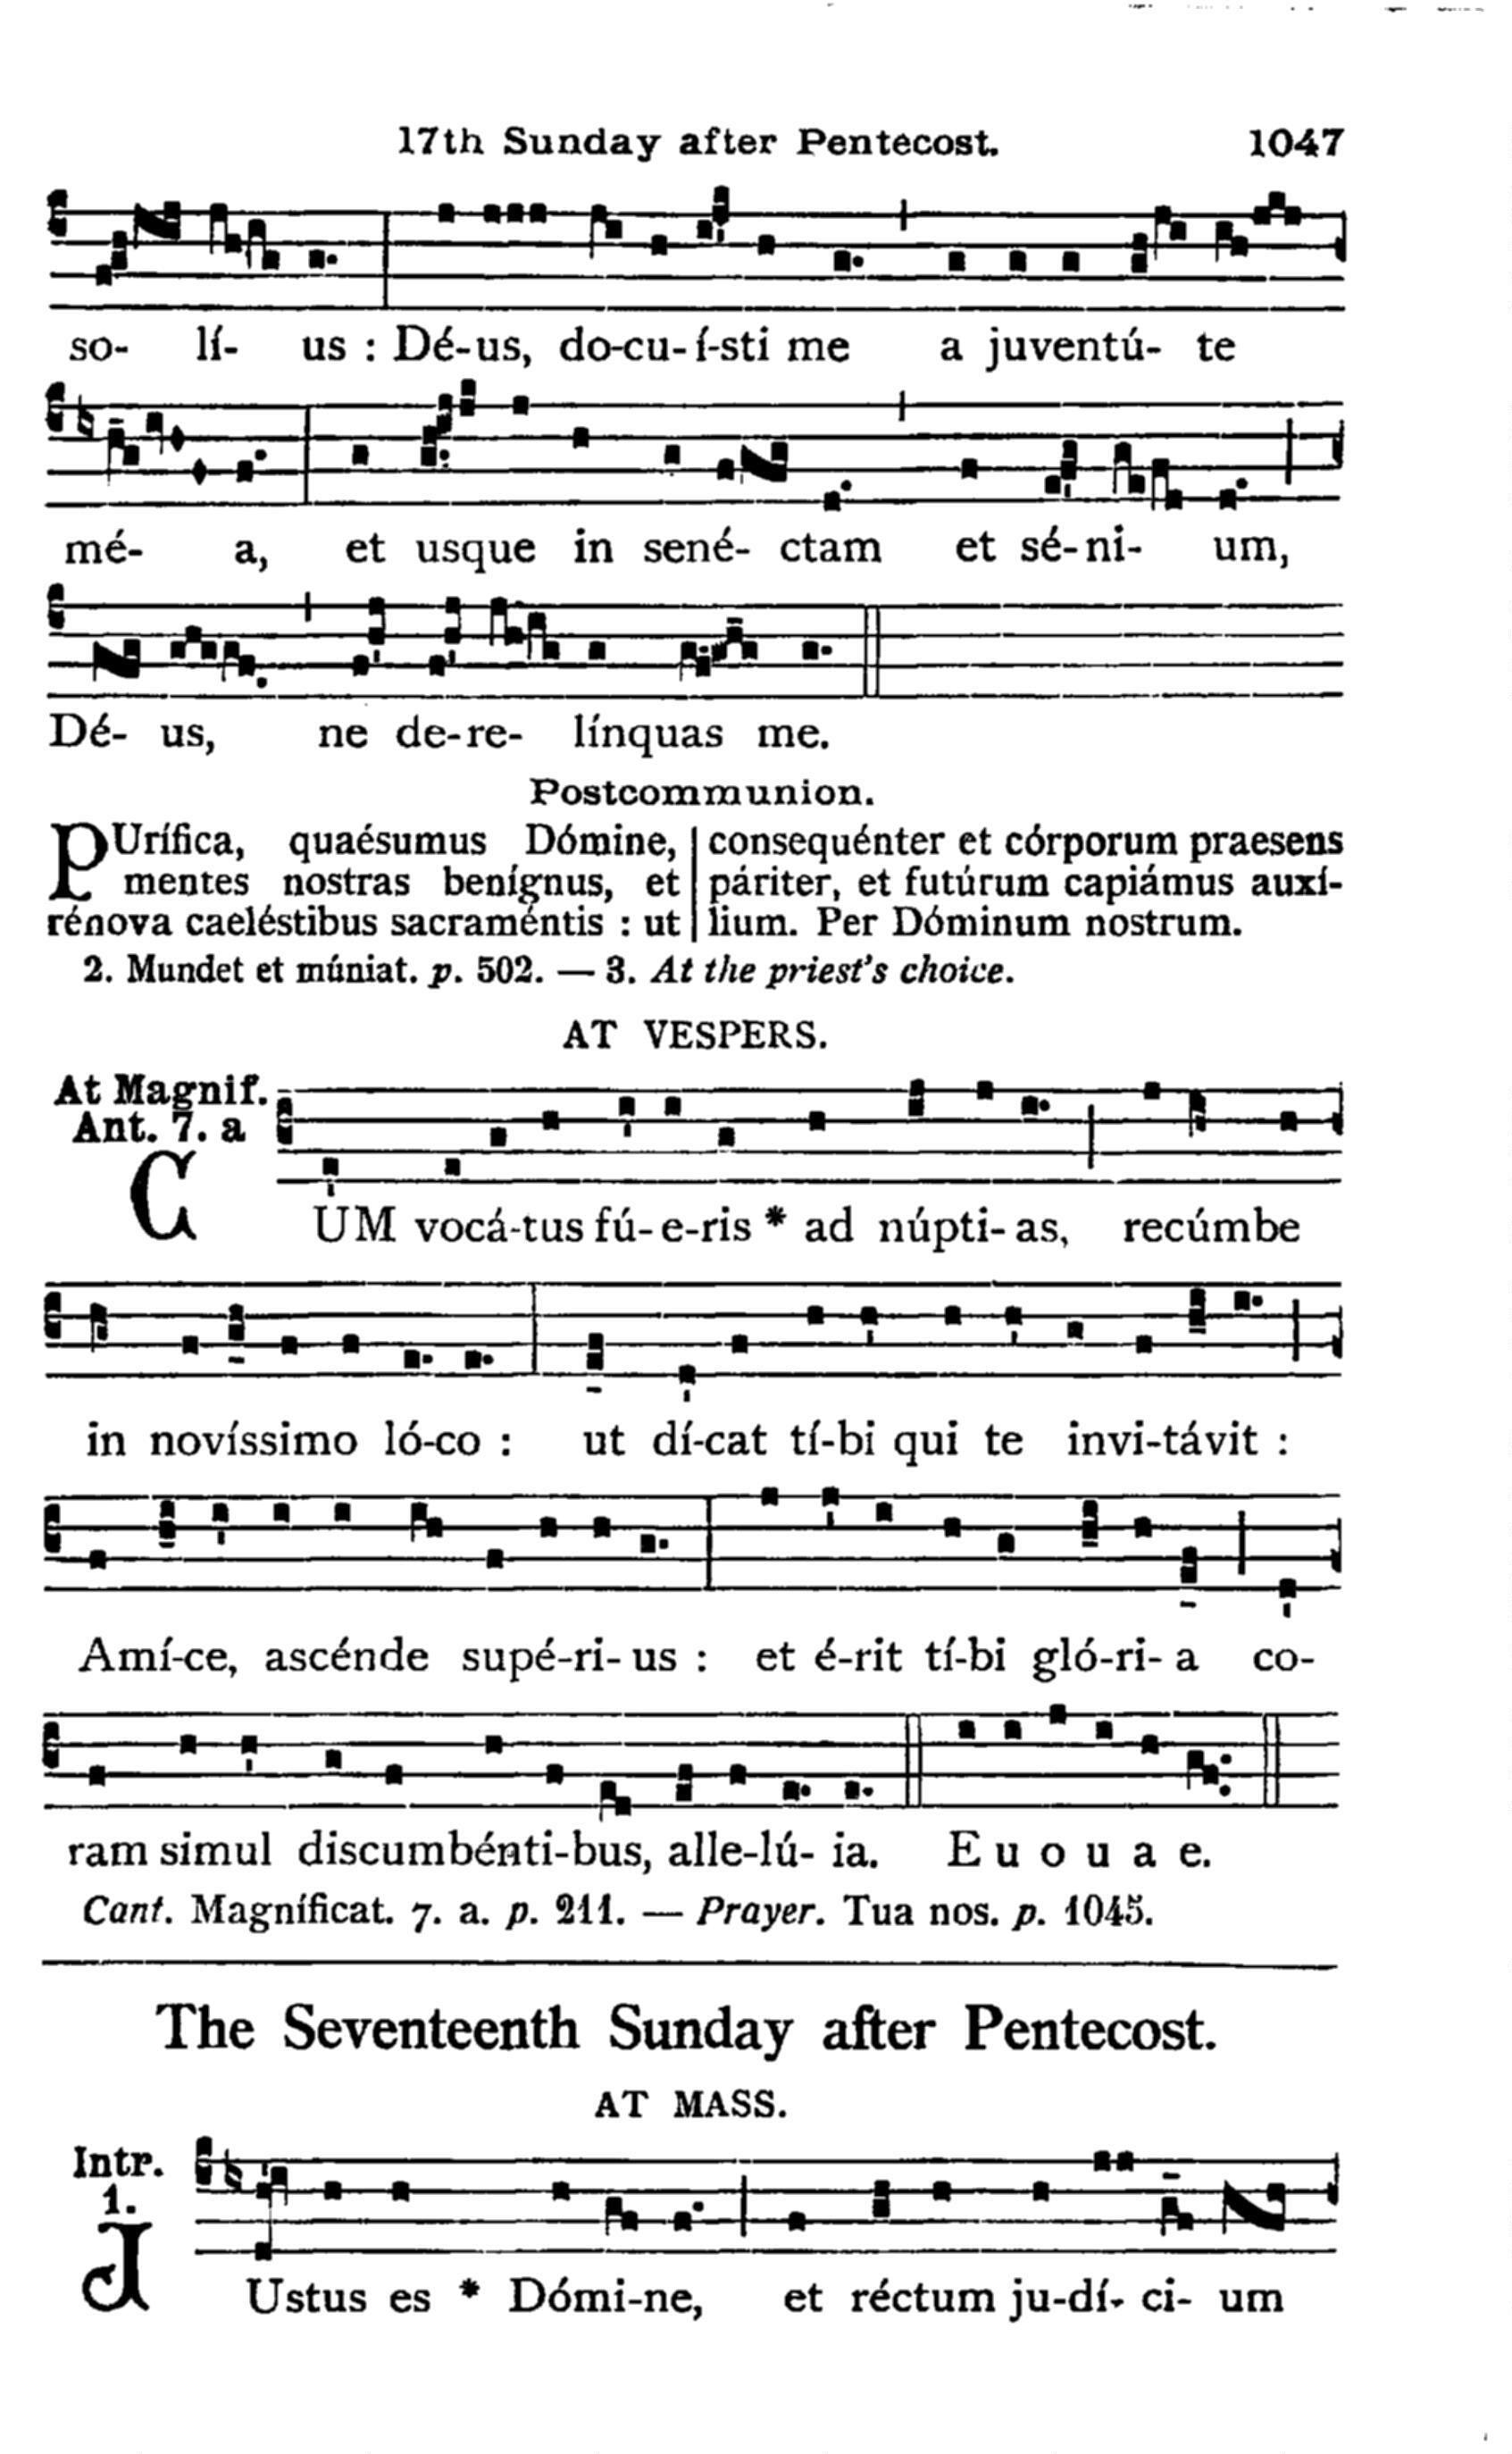 17th Sunday after Pentecost. 1047
so- lí- us : Dé-us, do-cu-í-sti me a juventú- te
mé- a, et usque in sené- ctam et sé-ni- um,
Dé- us, ne de-re- línquas me.
Postcommunion.
PUrífica, quaésumus Dómine,
mentes nostras benígnus, et
rénova caeléstibus sacraméntis : ut
consequénter et córporum praesens
páriter, et futúrum capiámus auxí-
lium. Per Dóminum nostrum.
2. Mundet et múniat. p. 502. — 3. At the priest's choice.
AT VESPERS.
At Magnif.
Ant. 7. a
CUM vocá-tus fú-e-ris * ad núpti-as, recúmbe
in novíssimo ló-co : ut dí-cat tí-bi qui te invi-távit :
Amí-ce, ascénde supé-ri-us : et é-rit tí-bi gló-ri-a co-
ram simul discumbénti-bus, alle-lú- ia. E u o u a e.
Cant. Magníficat. 7. a. p. 211. — Prayer. Tua nos. p. 1045.
The Seventeenth Sunday after Pentecost.
AT MASS.
Intr.
1.
JUstus es * Dómi-ne, et réctum ju-dí- ci- um